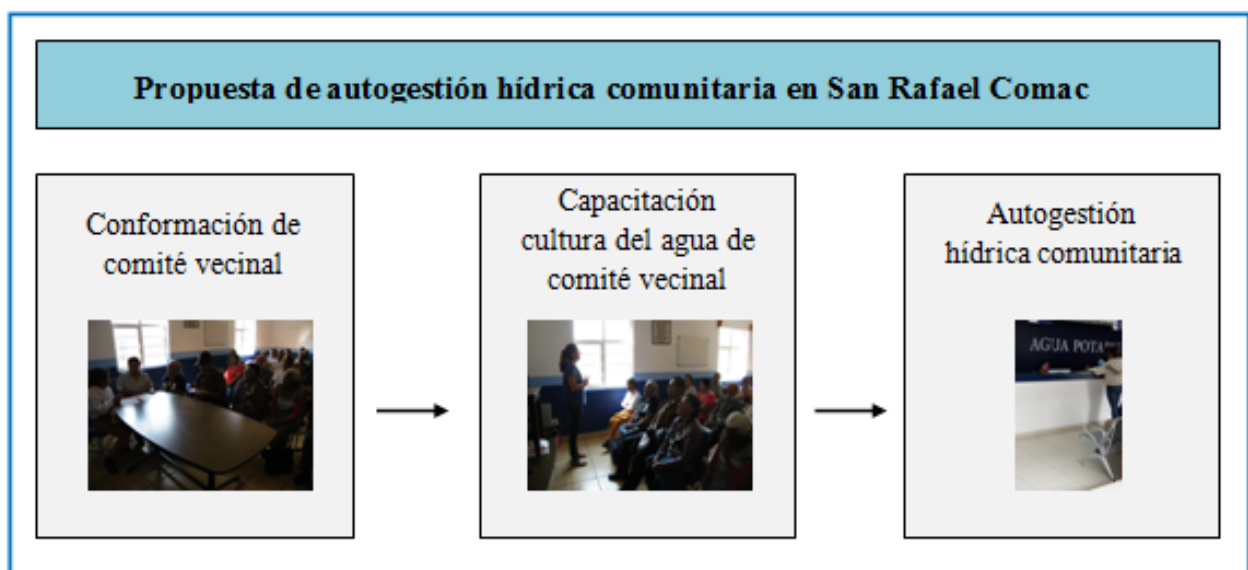 Propuesta de autogestión hídrica comunitaria en San Rafael Comac
Conformación de
comité vecinal
Capacitación
cultura del agua de
comité vecinal
Autogestión
hídrica comunitaria
AGUA POTA